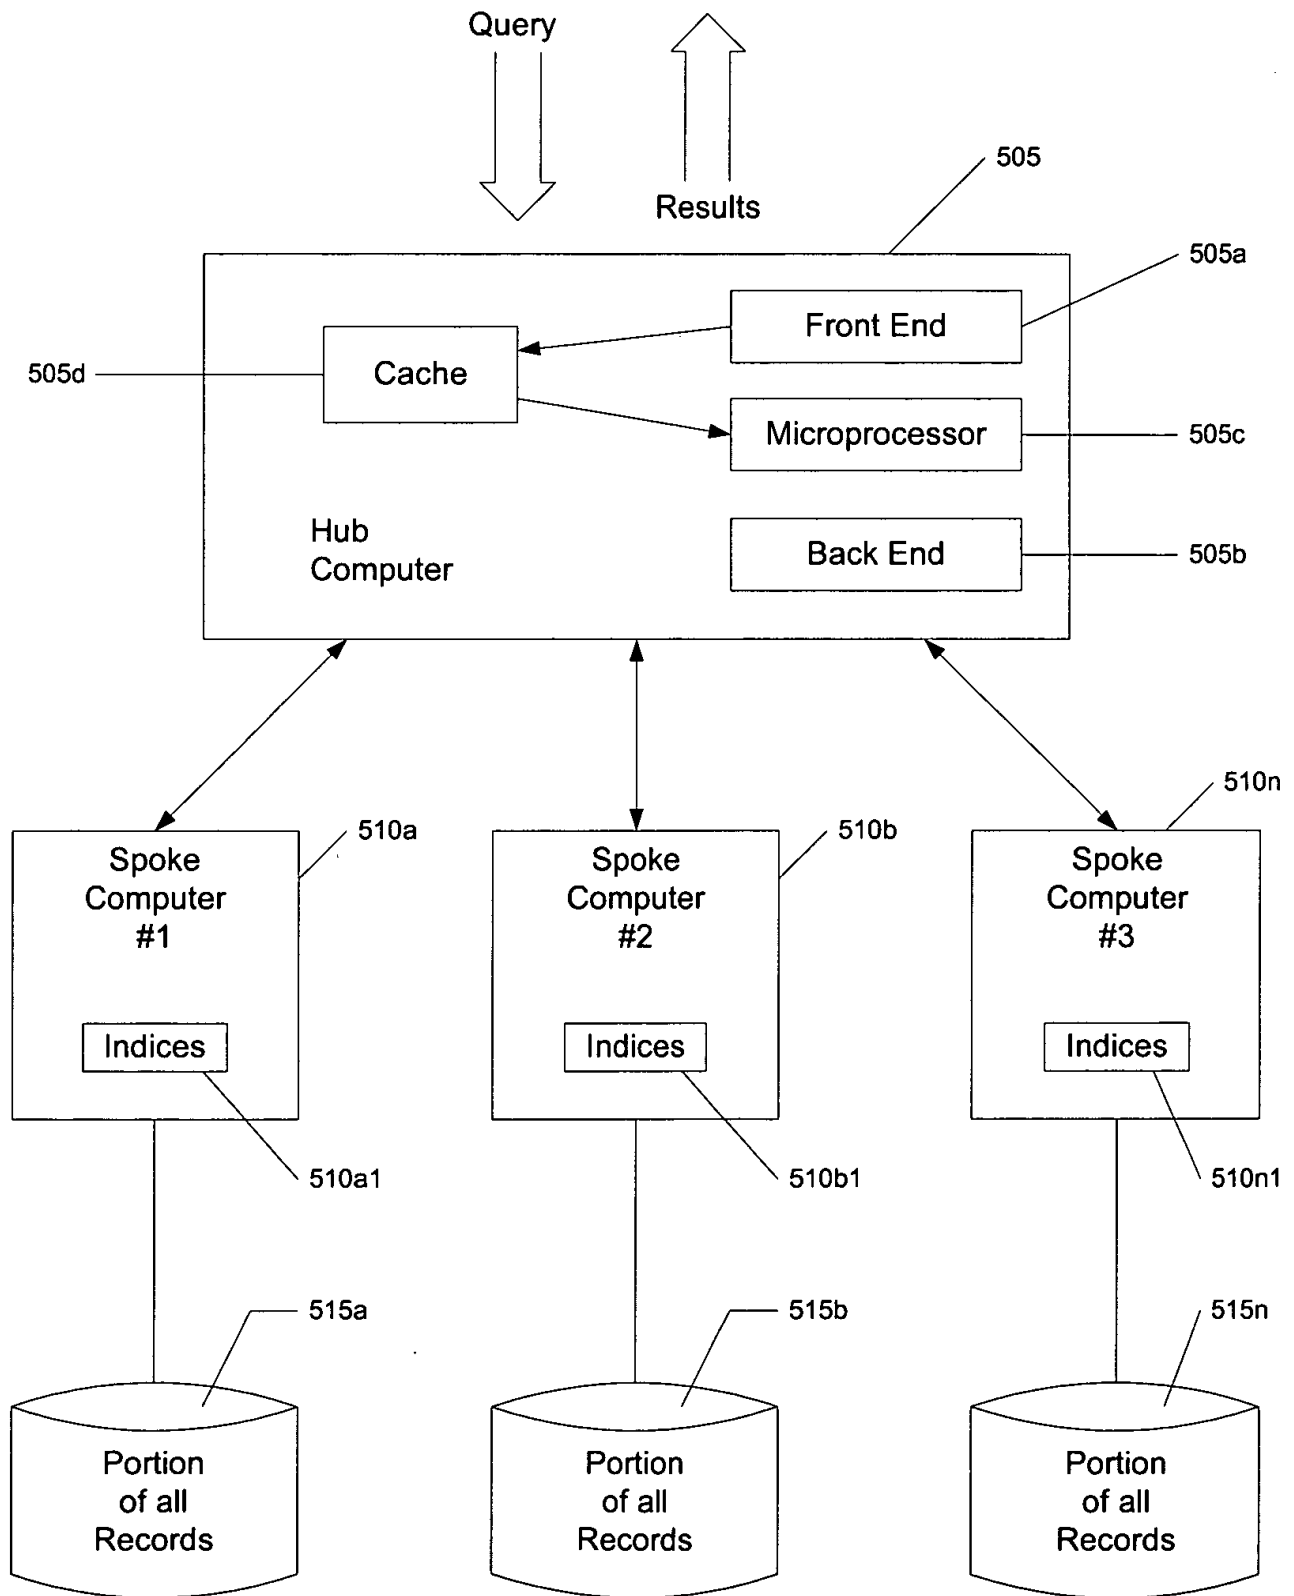 Query
Results
505
505a
Front End
Cache
505d
Microprocessor
505c
Hub
Computer
Back End
505b
510n
510a
510b
Spoke
Computer
#1
Spoke
Computer
#2
Spoke
Computer
#3
Indices
Indices
Indices
510a1
510b1
510n1
515a
515b
515n
Portion
of all
Records
Portion
of all
Records
Portion
of all
Records